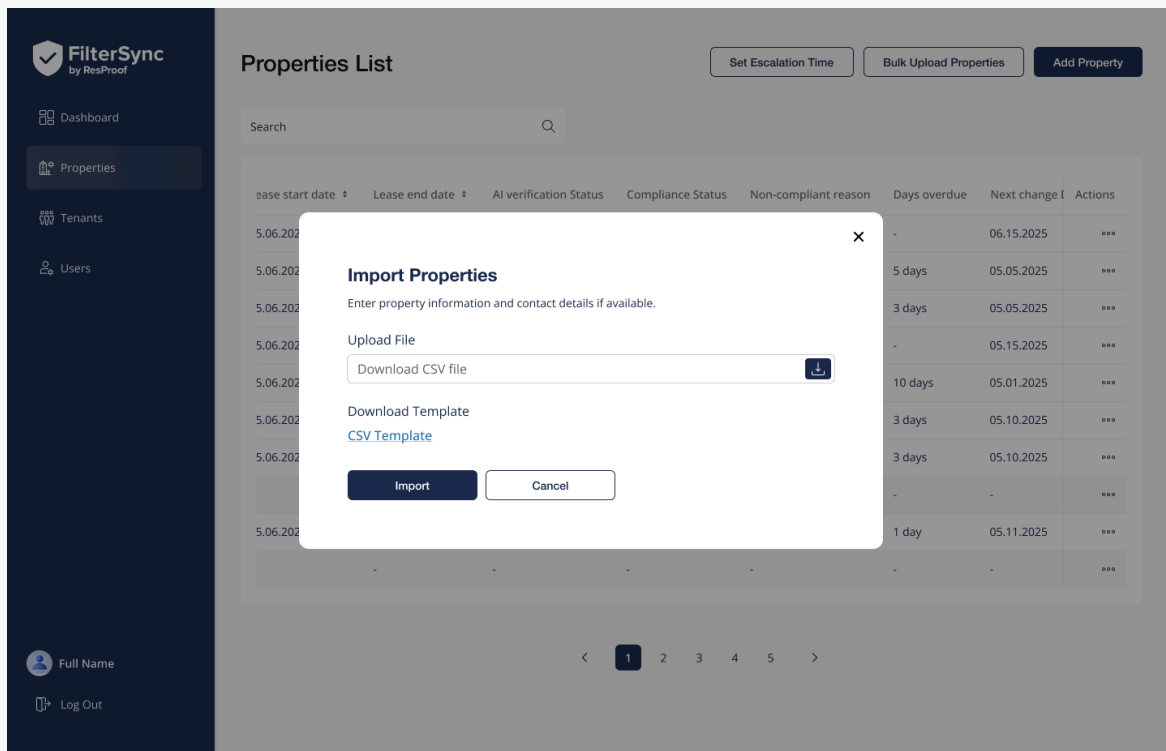 FilterSync
by ResProof
Dashboard
Properties
Tenants
Users
Full Name
Log Out
Properties List
Set Escalation Time
Bulk Upload Properties
Add Property
Search
ease start date Lease end date AI verification Status Compliance Status Non-compliant reason Days overdue Next change Actions
5.06.202 - 06.15.2025
5.06.202 5 days 05.05.2025
5.06.202 3 days 05.05.2025
5.06.202 - 05.15.2025
5.06.202 10 days 05.01.2025
5.06.202 3 days 05.10.2025
5.06.202 3 days 05.10.2025
- -
5.06.202 1 day 05.11.2025
- - - - - -
Import Properties
Enter property information and contact details if available.
Upload File
Download CSV file
Download Template
CSV Template
Import
Cancel
1 2 3 4 5